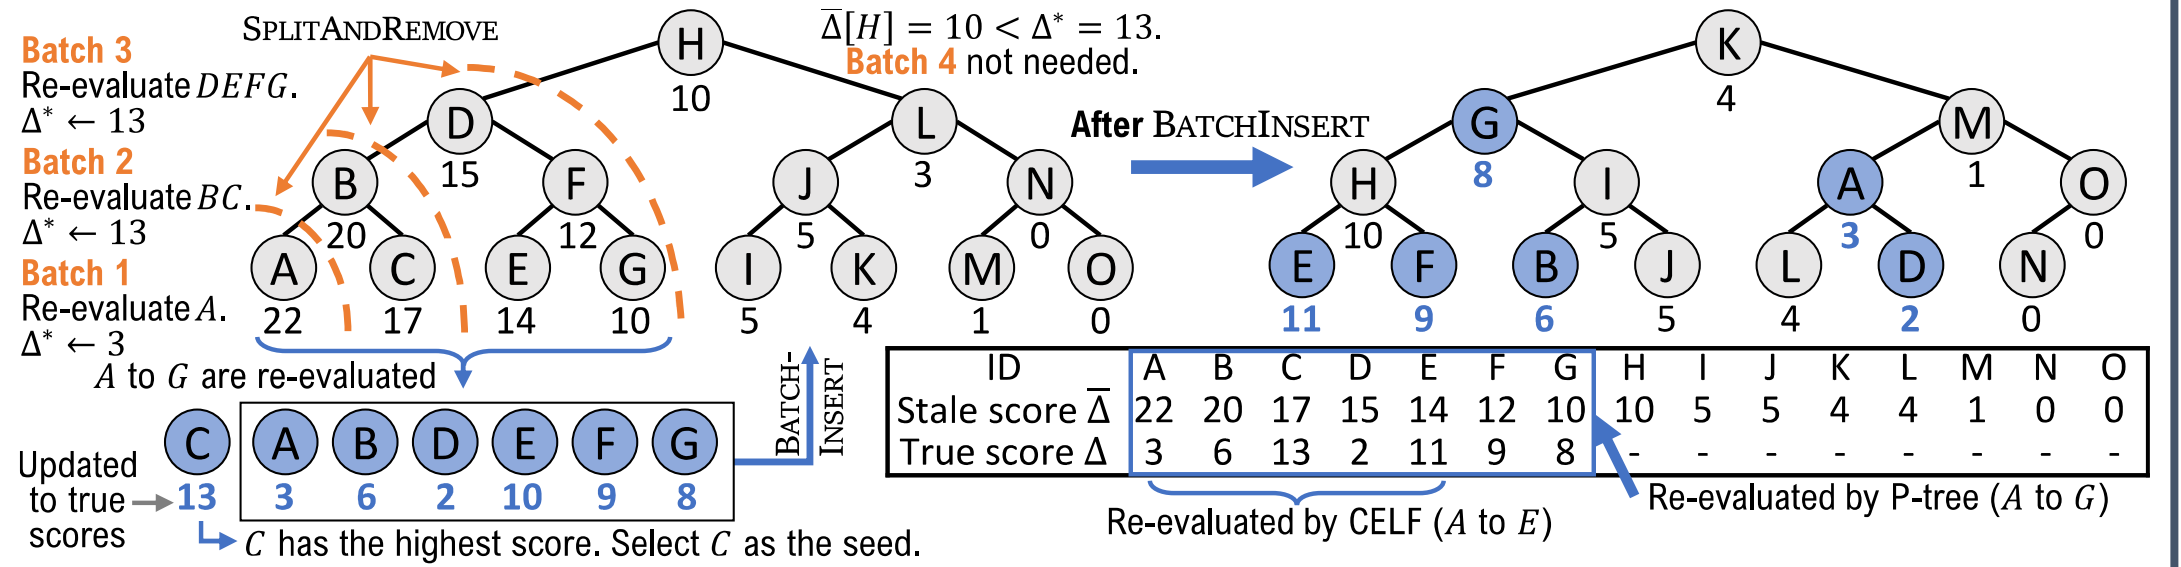 SPLITANDREMOVE
Batch 3
Re-evaluate DEFG.
Δ* ← 13
Batch 2
Re-evaluate BC.
Δ* ← 13
Batch 1
Re-evaluate A.
Δ* ← 3
H
10
D
15
L
3
B
20
F
12
J
5
N
0
A
22
C
17
E
14
G
10
I
5
K
4
M
1
O
0
Δ̅[H] = 10 < Δ* = 13.
Batch 4 not needed.
After BATCHINSERT
K
4
G
8
M
1
H
10
I
5
A
3
O
0
E
11
F
9
B
6
J
5
L
4
D
2
N
0
A to G are re-evaluated
C A B D E F G
13 3 6 2 10 9 8
Updated
to true
scores
C has the highest score. Select C as the seed.
BATCH-
INSERT
ID A B C D E F G H I J K L M N O
Stale score Δ̅ 22 20 17 15 14 12 10 10 5 5 4 4 1 0 0
True score Δ 3 6 13 2 11 9 8 - - - - - - - -
Re-evaluated by CELF (A to E)
Re-evaluated by P-tree (A to G)